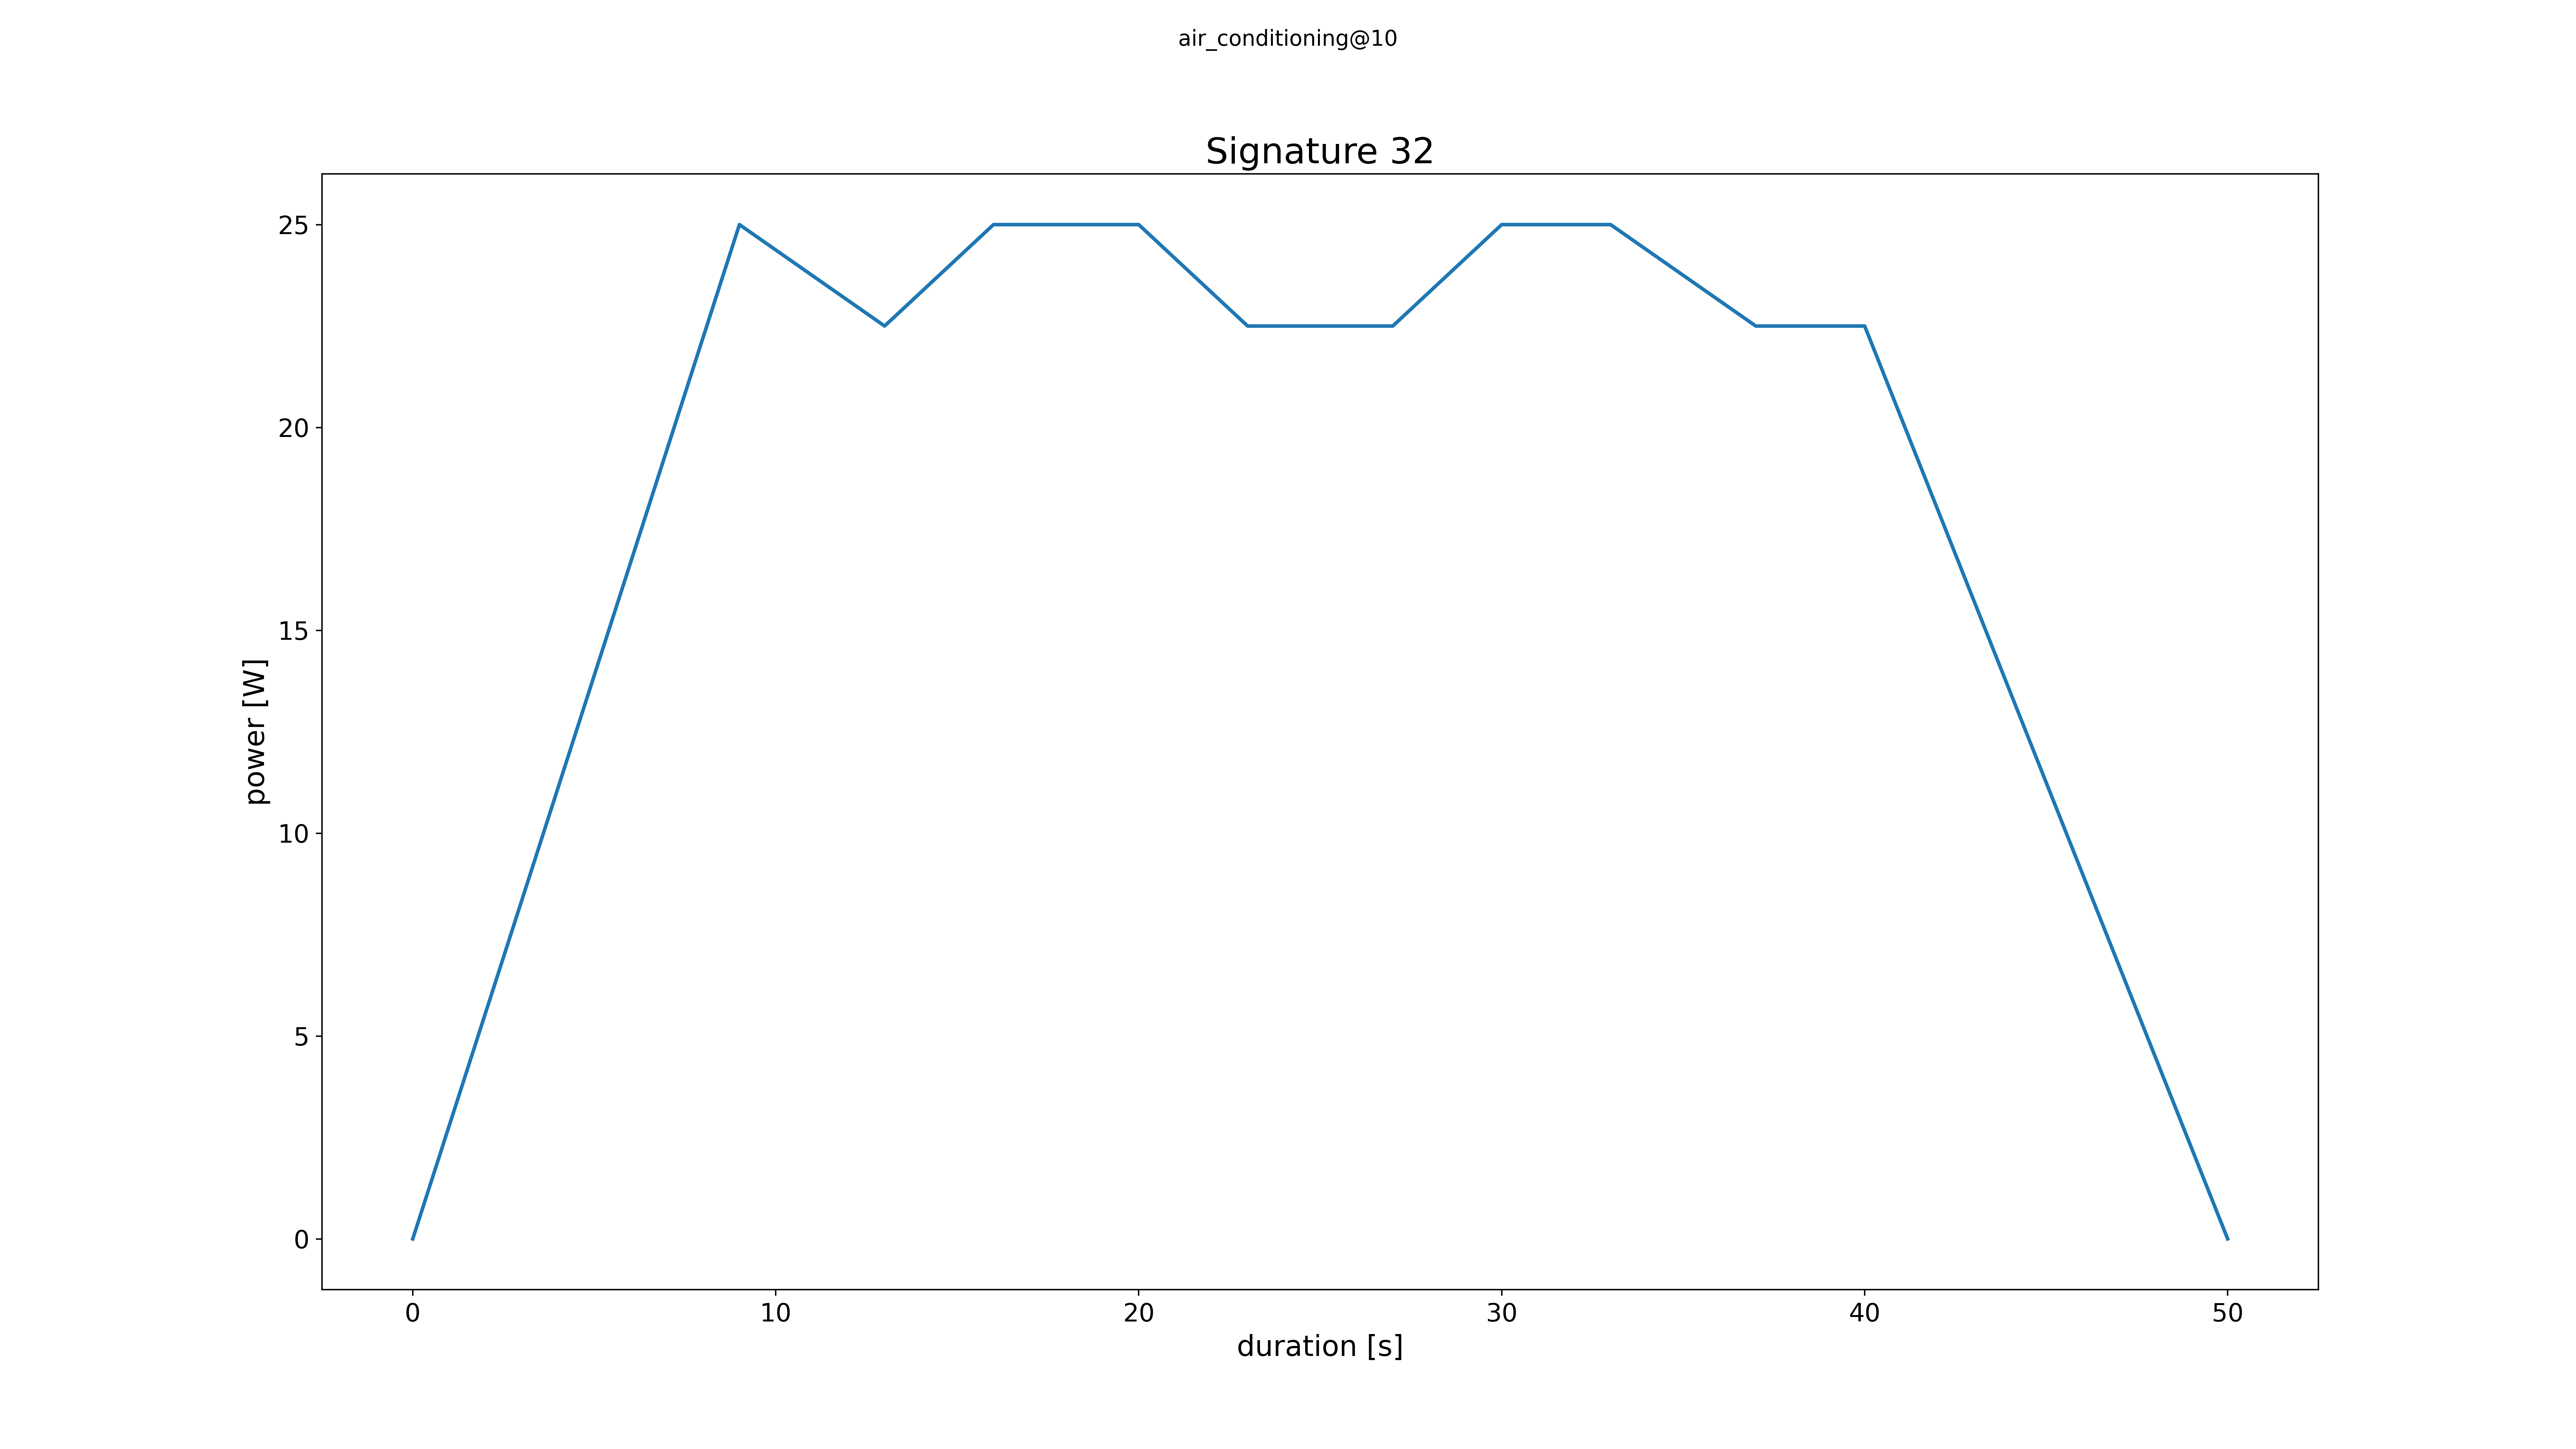 air_conditioning@10
Signature 32
25
20
15
10
5
0
power [W]
0 10 20 30 40 50
duration [s]